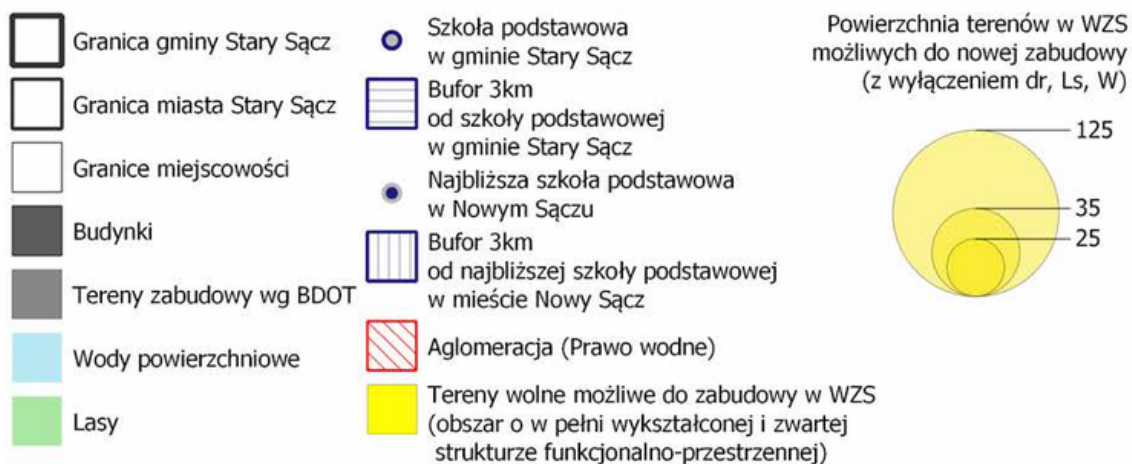 Granica gminy Stary Sącz
Granica miasta Stary Sącz
Granice miejscowości
Budynki
Tereny zabudowy wg BDOT
Wody powierzchniowe
Lasy
Szkoła podstawowa
w gminie Stary Sącz
Bufor 3km
od szkoły podstawowej
w gminie Stary Sącz
Najbliższa szkoła podstawowa
w Nowym Sączu
Bufor 3km
od najbliższej szkoły podstawowej
w mieście Nowy Sącz
Aglomeracja (Prawo wodne)
Tereny wolne możliwe do zabudowy w WZS
(obszar o w pełni wykształconej i zwartej
strukturze funkcjonalno-przestrzennej)
Powierzchnia terenów w WZS
możliwych do nowej zabudowy
(z wyłączeniem dr, Ls, W)
125
35
25